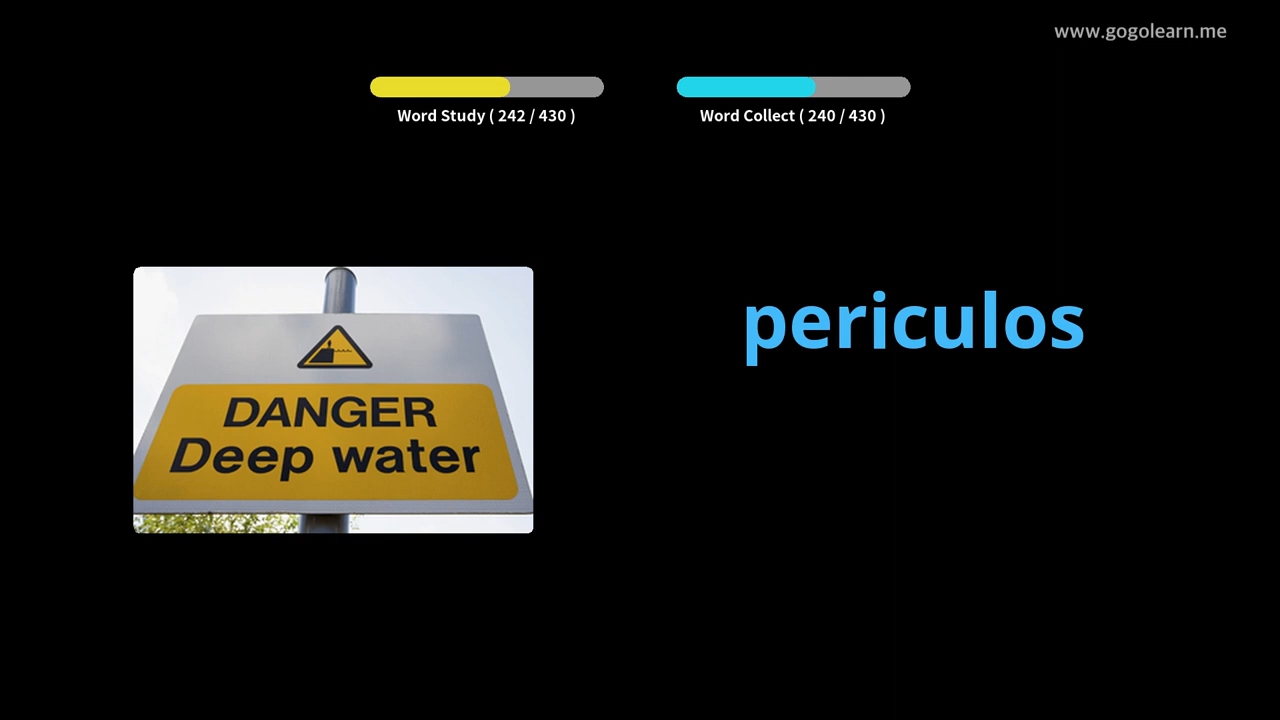 www.gogolearn.me
Word Study ( 242 / 430 )
Word Collect ( 240 / 430 )
periculos
DANGER
Deep water